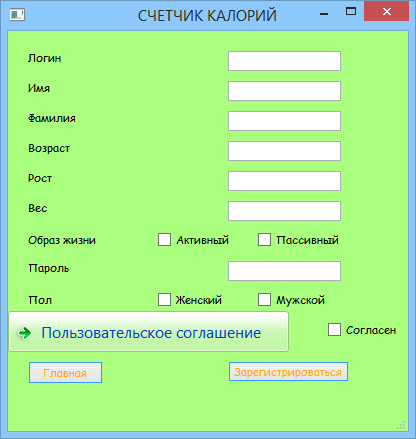 СЧЕТЧИК КАЛОРИЙ
Логин
Имя
Фамилия
Возраст
Рост
Вес
Образ жизни Активный Пассивный
Пароль
Пол Женский Мужской
Пользовательское соглашение Согласен
Главная Зарегистрироваться